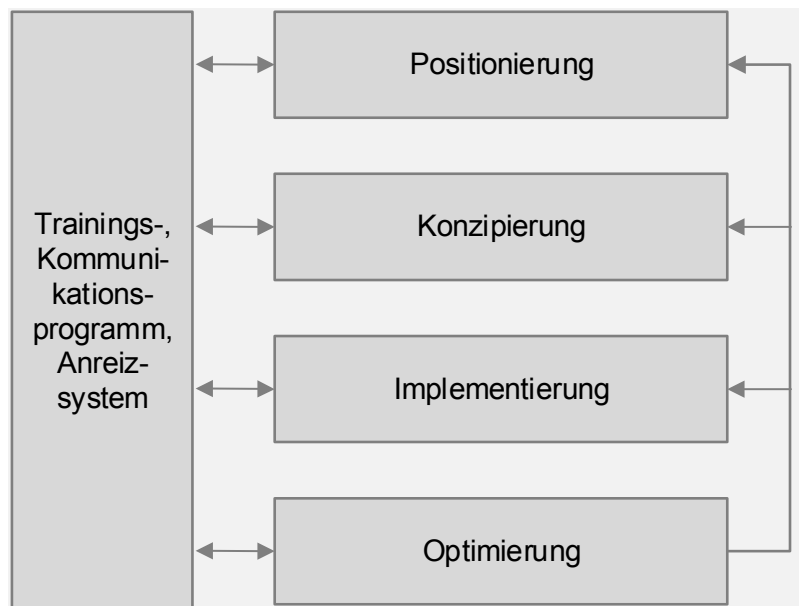 Positionierung
Konzipierung
Trainings-,
Kommuni-
kations-
programm,
Anreiz-
system
Implementierung
Optimierung